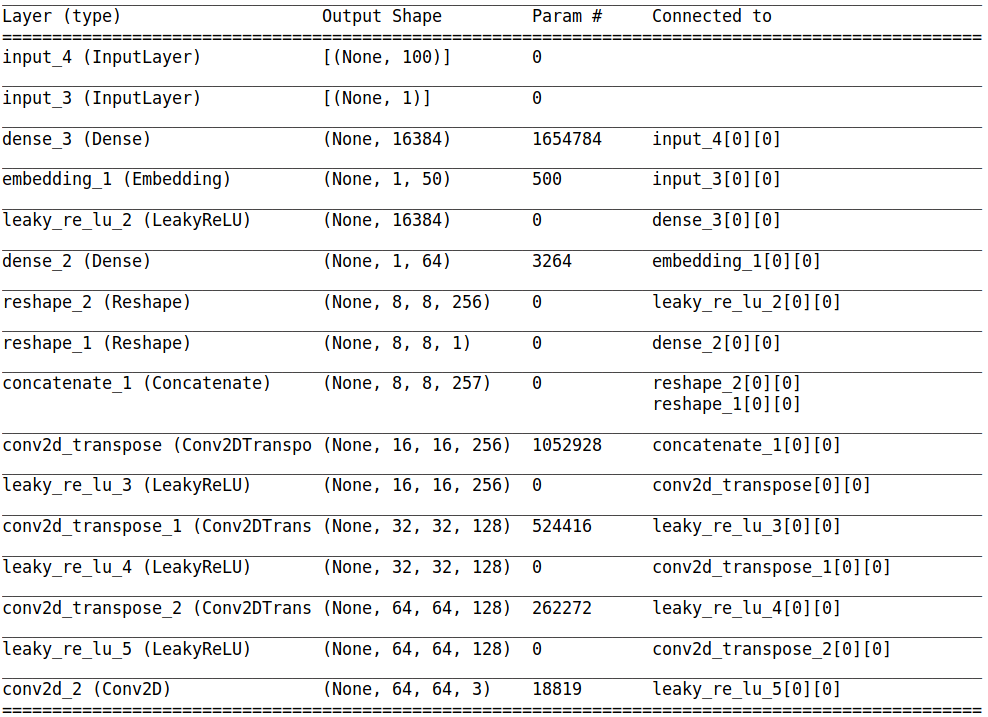 Layer (type) Output Shape Param # Connected to
==================================================================================================
input_4 (InputLayer) [(None, 100)] 0
input_3 (InputLayer) [(None, 1)] 0
dense_3 (Dense) (None, 16384) 1654784 input_4[0][0]
embedding_1 (Embedding) (None, 1, 50) 500 input_3[0][0]
leaky_re_lu_2 (LeakyReLU) (None, 16384) 0 dense_3[0][0]
dense_2 (Dense) (None, 1, 64) 3264 embedding_1[0][0]
reshape_2 (Reshape) (None, 8, 8, 256) 0 leaky_re_lu_2[0][0]
reshape_1 (Reshape) (None, 8, 8, 1) 0 dense_2[0][0]
concatenate_1 (Concatenate) (None, 8, 8, 257) 0 reshape_2[0][0]
reshape_1[0][0]
conv2d_transpose (Conv2DTranspo (None, 16, 16, 256) 1052928 concatenate_1[0][0]
leaky_re_lu_3 (LeakyReLU) (None, 16, 16, 256) 0 conv2d_transpose[0][0]
conv2d_transpose_1 (Conv2DTrans (None, 32, 32, 128) 524416 leaky_re_lu_3[0][0]
leaky_re_lu_4 (LeakyReLU) (None, 32, 32, 128) 0 conv2d_transpose_1[0][0]
conv2d_transpose_2 (Conv2DTrans (None, 64, 64, 128) 262272 leaky_re_lu_4[0][0]
leaky_re_lu_5 (LeakyReLU) (None, 64, 64, 128) 0 conv2d_transpose_2[0][0]
conv2d_2 (Conv2D) (None, 64, 64, 3) 18819 leaky_re_lu_5[0][0]
==================================================================================================